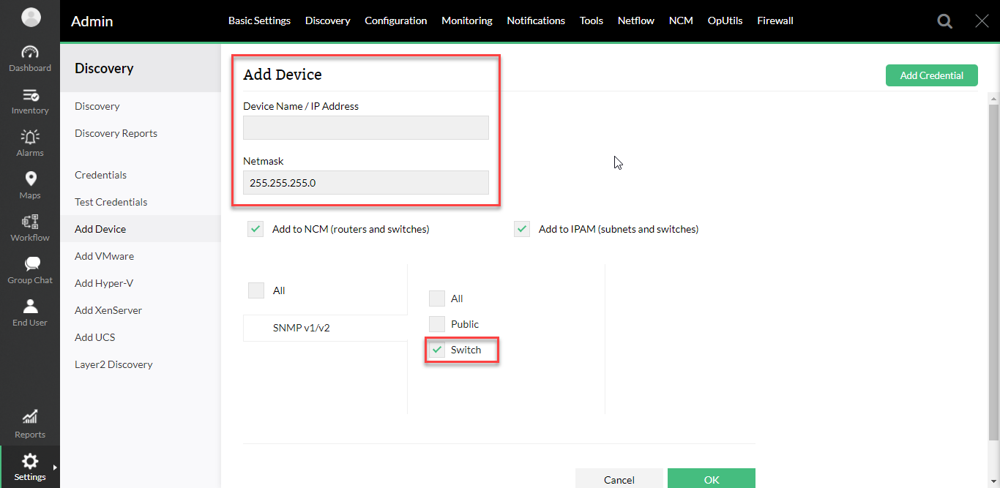 Admin
Basic Settings
Discovery
Configuration
Monitoring
Notifications
Tools
Netflow
NCM
OpUtils
Firewall
Dashboard
Inventory
Alarms
Maps
Workflow
Group Chat
End User
Reports
Settings
Discovery
Discovery
Discovery Reports
Credentials
Test Credentials
Add Device
Add VMware
Add Hyper-V
Add XenServer
Add UCS
Layer2 Discovery
Add Device
Add Credential
Device Name / IP Address
Netmask
255.255.255.0
Add to NCM (routers and switches)
Add to IPAM (subnets and switches)
All
SNMP v1/v2
All
Public
Switch
Cancel
OK